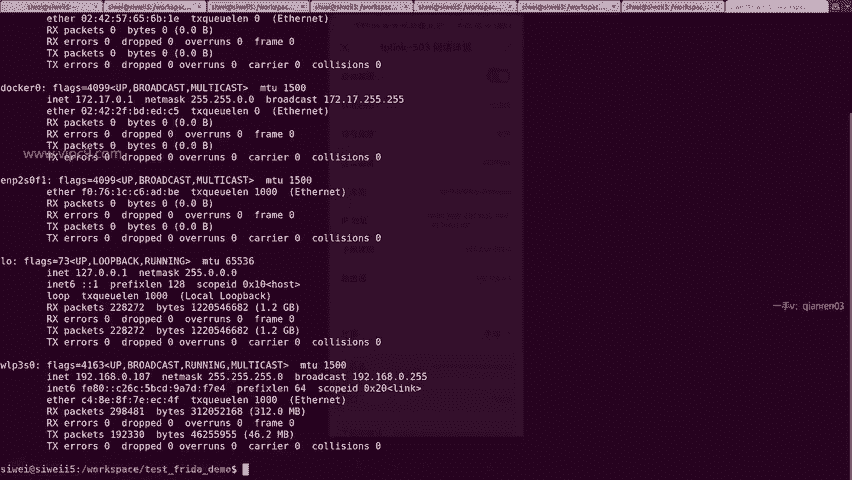 ether 02:42:57:65:6b:1e  txqueuelen 0  (Ethernet)
RX packets 0  bytes 0 (0.0 B)
RX errors 0  dropped 0  overruns 0  frame 0
TX packets 0  bytes 0 (0.0 B)
TX errors 0  dropped 0 overruns 0  carrier 0  collisions 0
docker0: flags=4099<UP,BROADCAST,MULTICAST>  mtu 1500
inet 172.17.0.1  netmask 255.255.0.0  broadcast 172.17.255.255
ether 02:42:2f:bd:ed:c5  txqueuelen 0  (Ethernet)
RX packets 0  bytes 0 (0.0 B)
RX errors 0  dropped 0  overruns 0  frame 0
TX packets 0  bytes 0 (0.0 B)
TX errors 0  dropped 0 overruns 0  carrier 0  collisions 0
enp2s0f1: flags=4099<UP,BROADCAST,MULTICAST>  mtu 1500
ether f0:76:1c:c6:ad:be  txqueuelen 1000  (Ethernet)
RX packets 0  bytes 0 (0.0 B)
RX errors 0  dropped 0  overruns 0  frame 0
TX packets 0  bytes 0 (0.0 B)
TX errors 0  dropped 0 overruns 0  carrier 0  collisions 0
lo: flags=73<UP,LOOPBACK,RUNNING>  mtu 65536
inet 127.0.0.1  netmask 255.0.0.0
inet6 ::1  prefixlen 128  scopeid 0x10<host>
loop  txqueuelen 1000  (Local Loopback)
RX packets 228272  bytes 1220546682 (1.2 GB)
RX errors 0  dropped 0  overruns 0  frame 0
TX packets 228272  bytes 1220546682 (1.2 GB)
TX errors 0  dropped 0 overruns 0  carrier 0  collisions 0
一手v: qianren03
wlp3s0: flags=4163<UP,BROADCAST,RUNNING,MULTICAST>  mtu 1500
inet 192.168.0.107  netmask 255.255.255.0  broadcast 192.168.0.255
inet6 fe80::c26c:5bcd:9a7d:f7e4  prefixlen 64  scopeid 0x20<link>
ether c4:8e:8f:7e:ec:4f  txqueuelen 1000  (Ethernet)
RX packets 298481  bytes 312052168 (312.0 MB)
RX errors 0  dropped 0  overruns 0  frame 0
TX packets 192330  bytes 46255955 (46.2 MB)
TX errors 0  dropped 0 overruns 0  carrier 0  collisions 0
siwei@siweii5:/workspace/test_frida_demo$